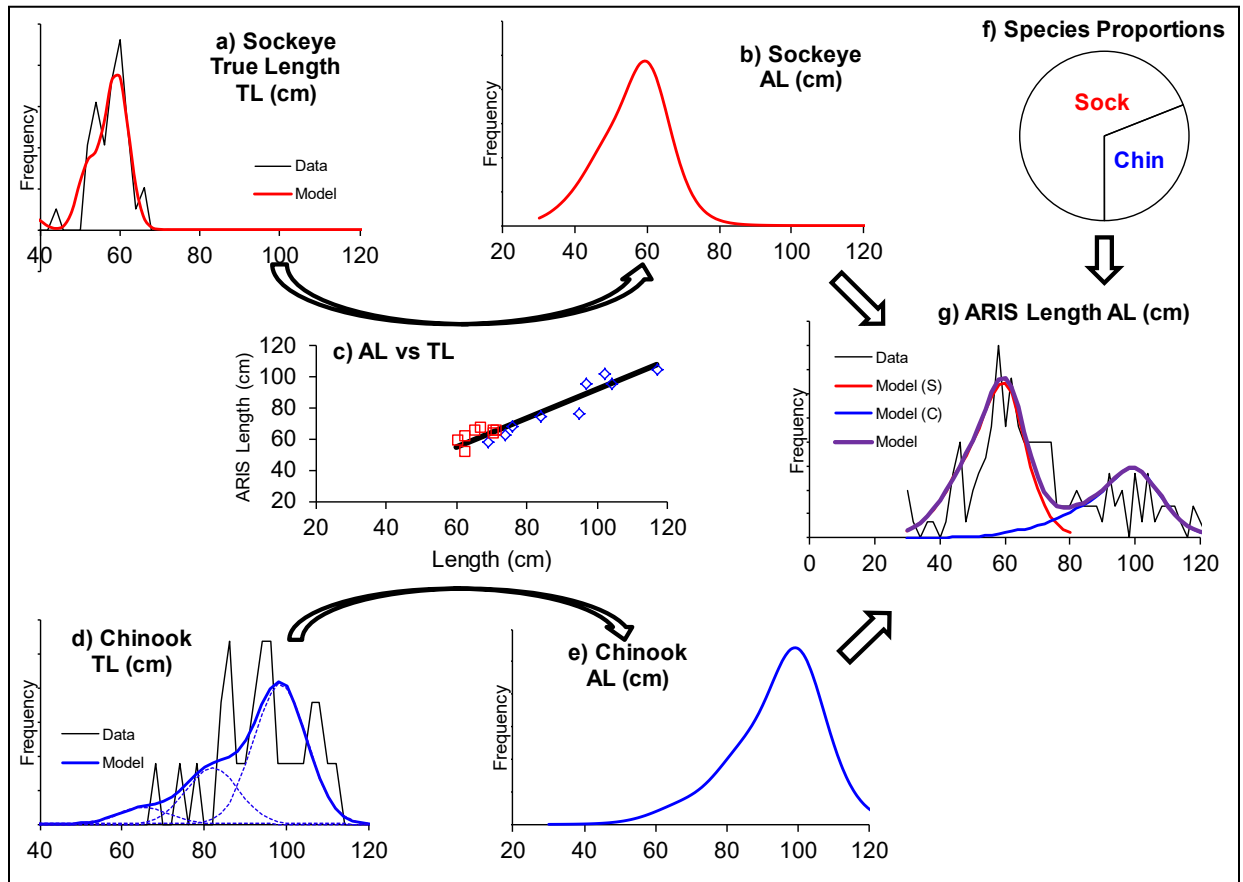 a) Sockeye
True Length
TL (cm)
Frequency
Data
Model
40 60 80 100 120
b) Sockeye
AL (cm)
Frequency
20 40 60 80 100 120
f) Species Proportions
Sock
Chin
c) AL vs TL
ARIS Length (cm)
120
100
80
60
40
20
20 40 60 80 100 120
Length (cm)
g) ARIS Length AL (cm)
Frequency
Data
Model (S)
Model (C)
Model
0 20 40 60 80 100 120
d) Chinook
TL (cm)
Frequency
Data
Model
40 60 80 100 120
e) Chinook
AL (cm)
Frequency
20 40 60 80 100 120